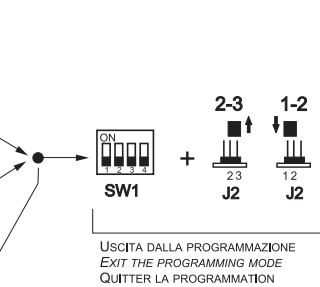 2-3 1-2
ON
1 2 3 4
+
2 3 1 2
SW1 J2 J2
USCITA DALLA PROGRAMMAZIONE
EXIT THE PROGRAMMING MODE
QUITTER LA PROGRAMMATION